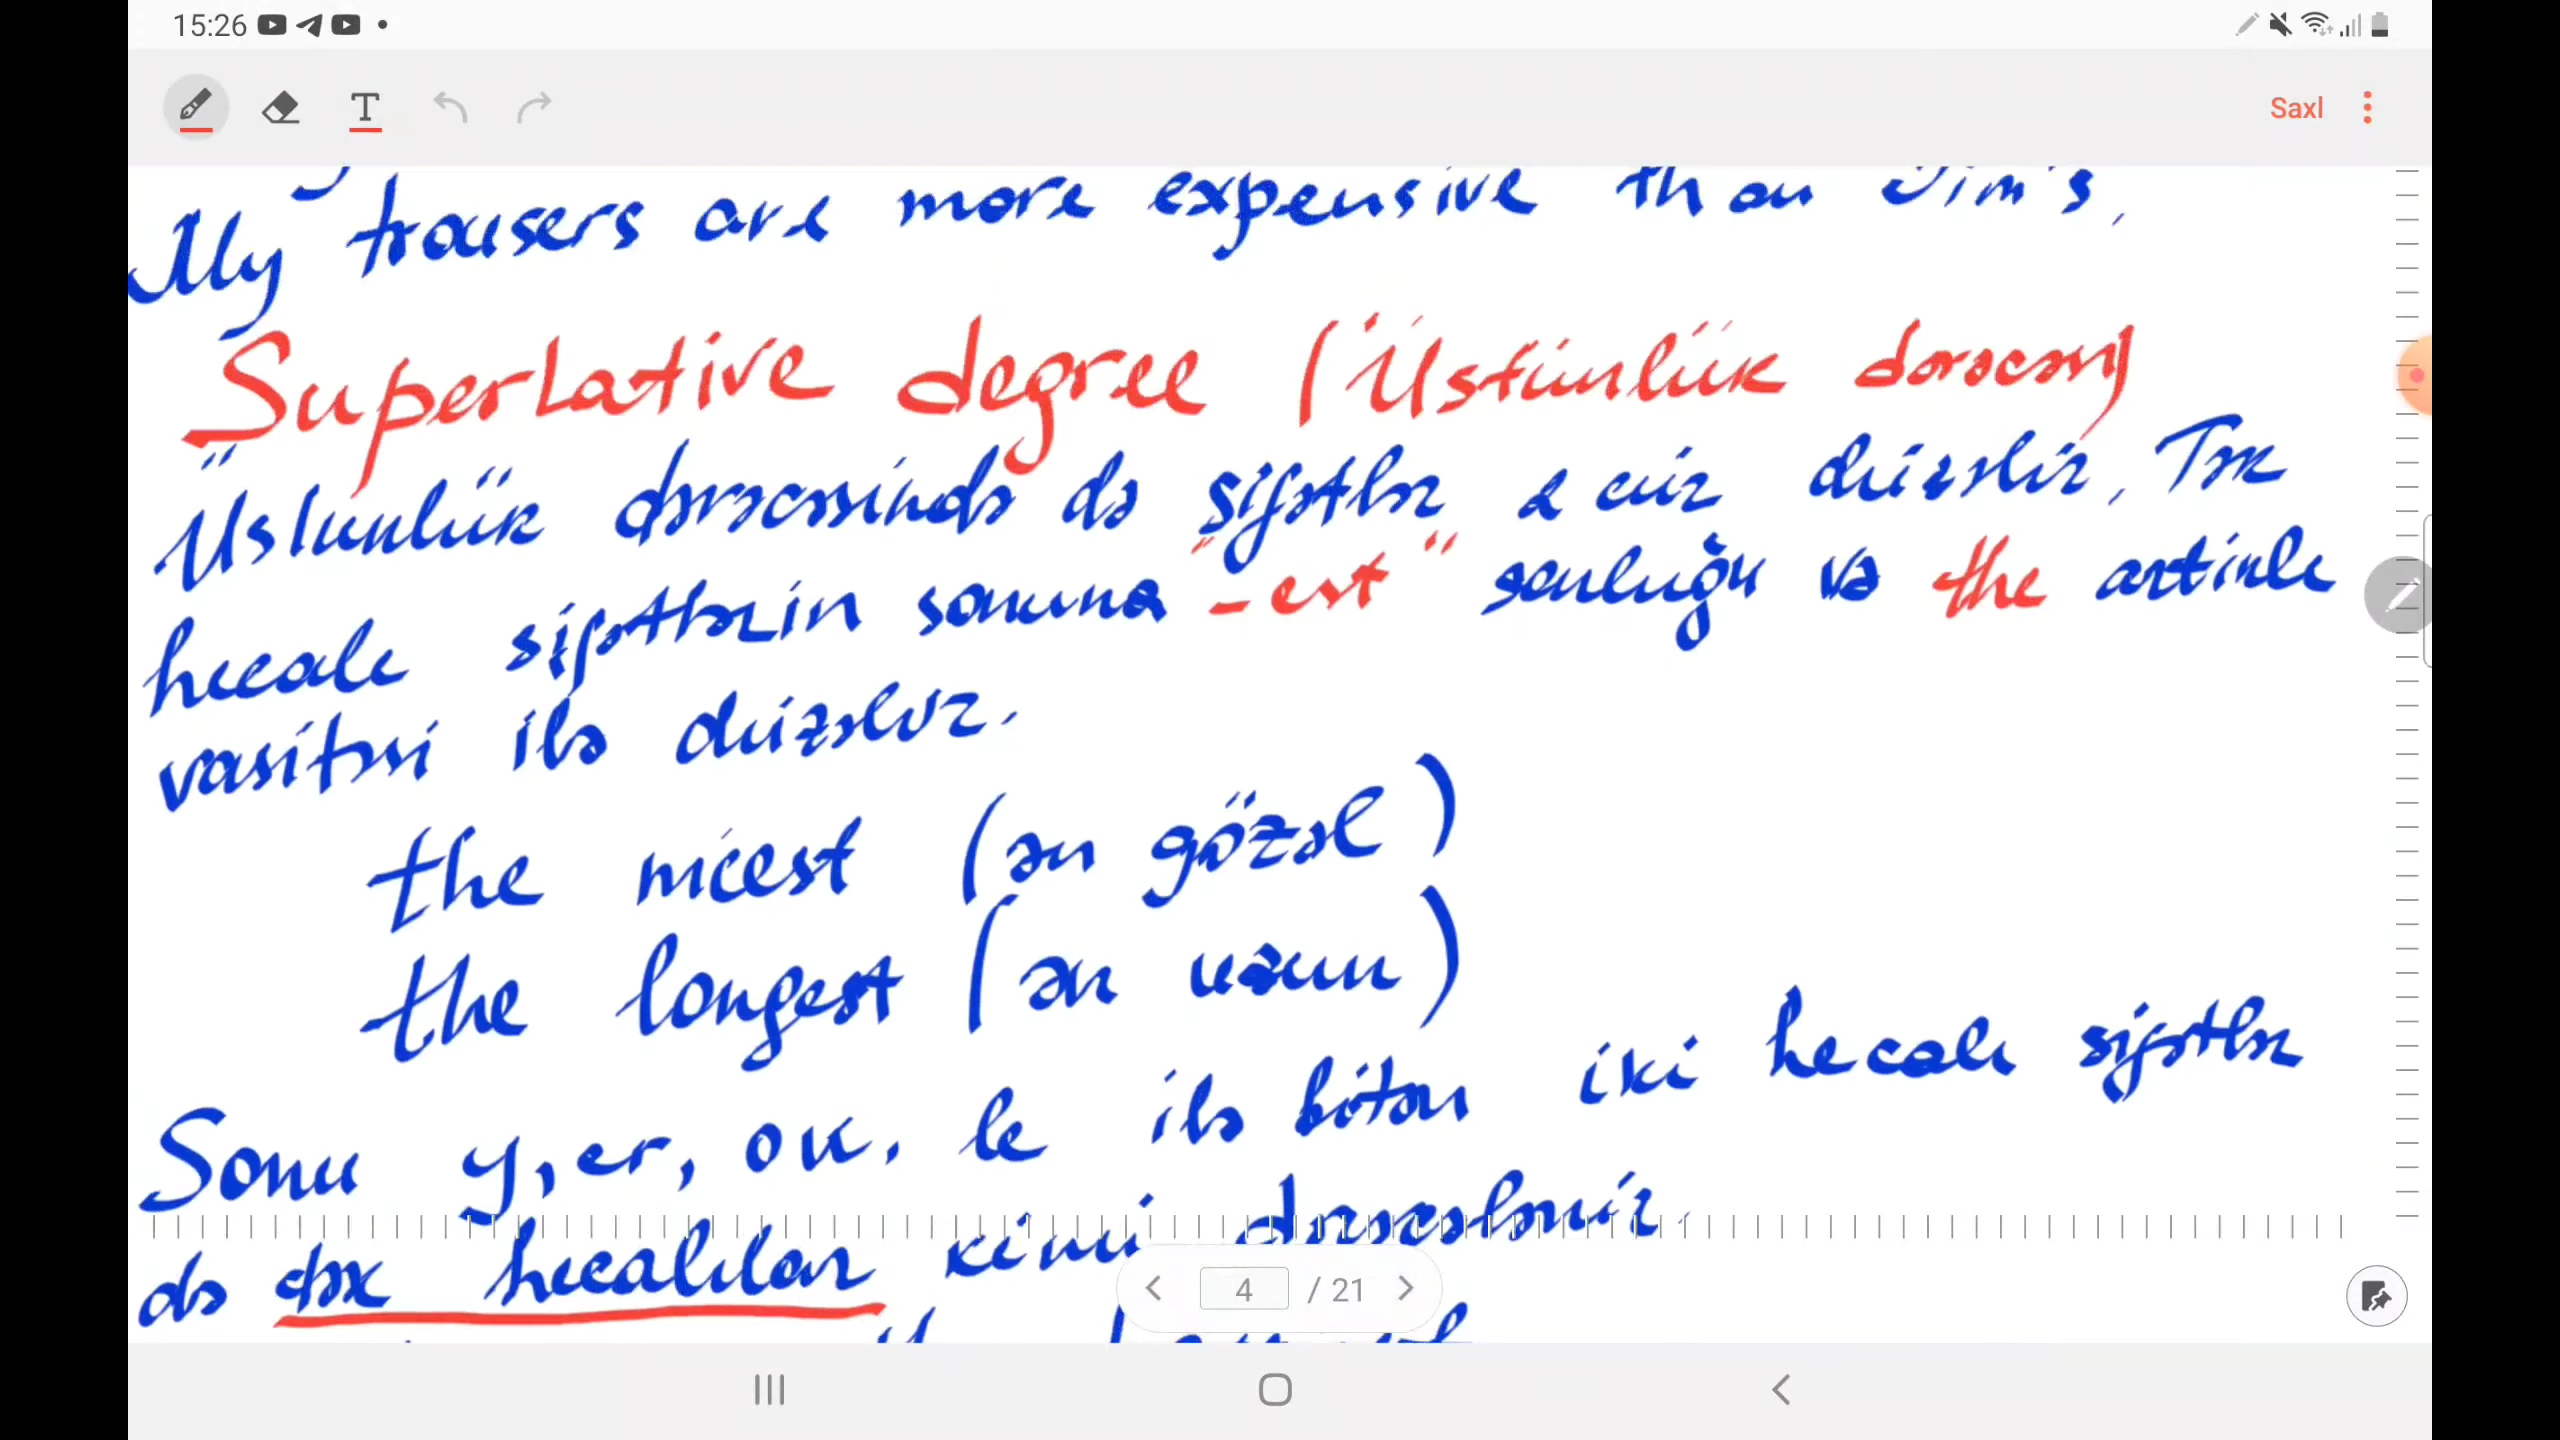 15:26
Saxl
My trousers are more expensive than Jim's.
Superlative degree (Üstünlük dərəcəsi)
Üstünlük dərəcəsində də sifətlər 2 cür düzəlir. Tək
hecalı sifətlərin sonuna "-est" sonluğu və the artikle
vasitəsi ilə düzəlir.
the nicest (ən gözəl)
the longest (ən uzun)
Sonu y, er, ow, le ilə bitən iki hecalı sifətlər
də tək hecalılar kimi dərəcələnir.
4 / 21